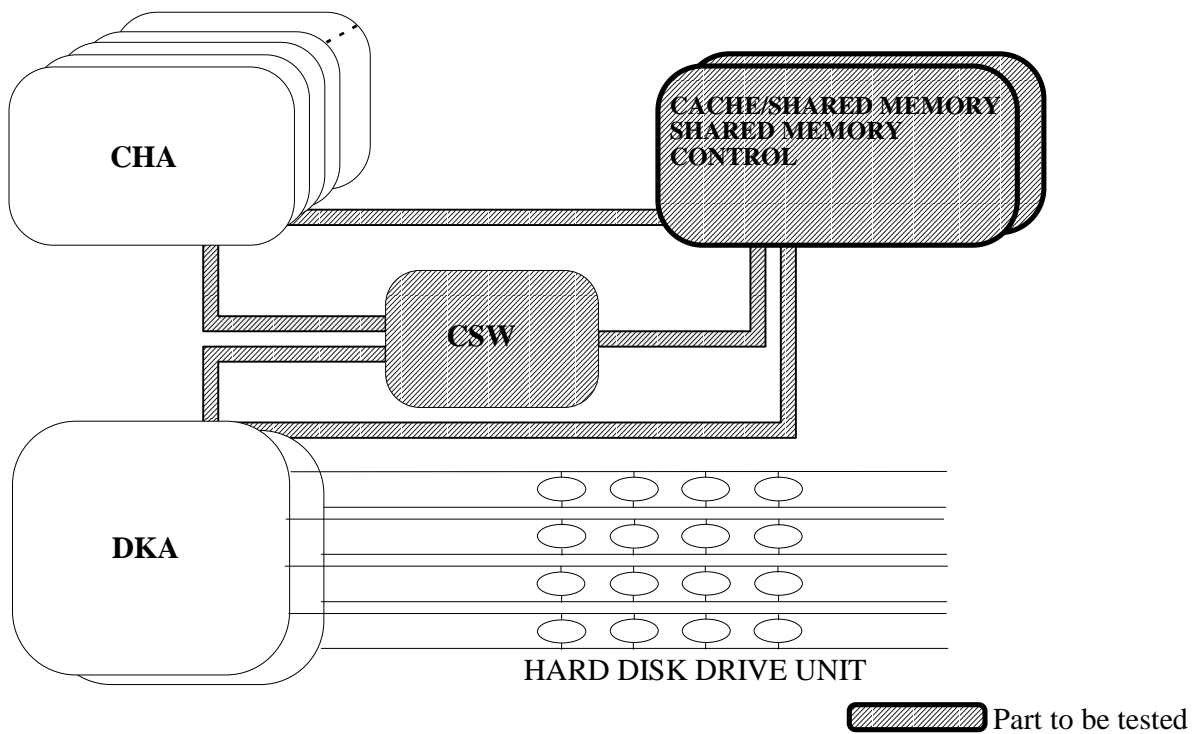 CHA
CACHE/SHARED MEMORY
SHARED MEMORY
CONTROL
CSW
DKA
HARD DISK DRIVE UNIT
Part to be tested